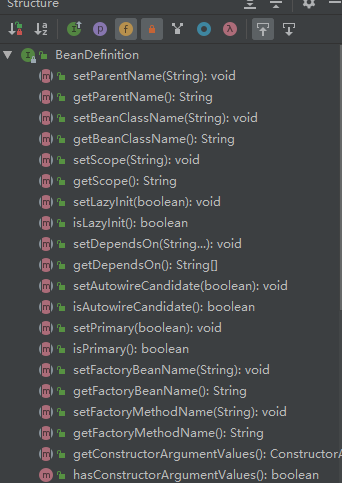 Structure
BeanDefinition
setParentName(String): void
getParentName(): String
setBeanClassName(String): void
getBeanClassName(): String
setScope(String): void
getScope(): String
setLazyInit(boolean): void
isLazyInit(): boolean
setDependsOn(String...): void
getDependsOn(): String[]
setAutowireCandidate(boolean): void
isAutowireCandidate(): boolean
setPrimary(boolean): void
isPrimary(): boolean
setFactoryBeanName(String): void
getFactoryBeanName(): String
setFactoryMethodName(String): void
getFactoryMethodName(): String
getConstructorArgumentValues(): ConstructorA
hasConstructorArgumentValues(): boolean